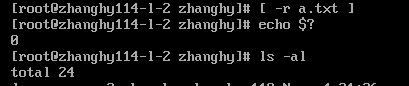 [root@zhanghy114-l-2 zhanghy]# [ -r a.txt ]
[root@zhanghy114-l-2 zhanghy]# echo $?
0
[root@zhanghy114-l-2 zhanghy]# ls -al
total 24